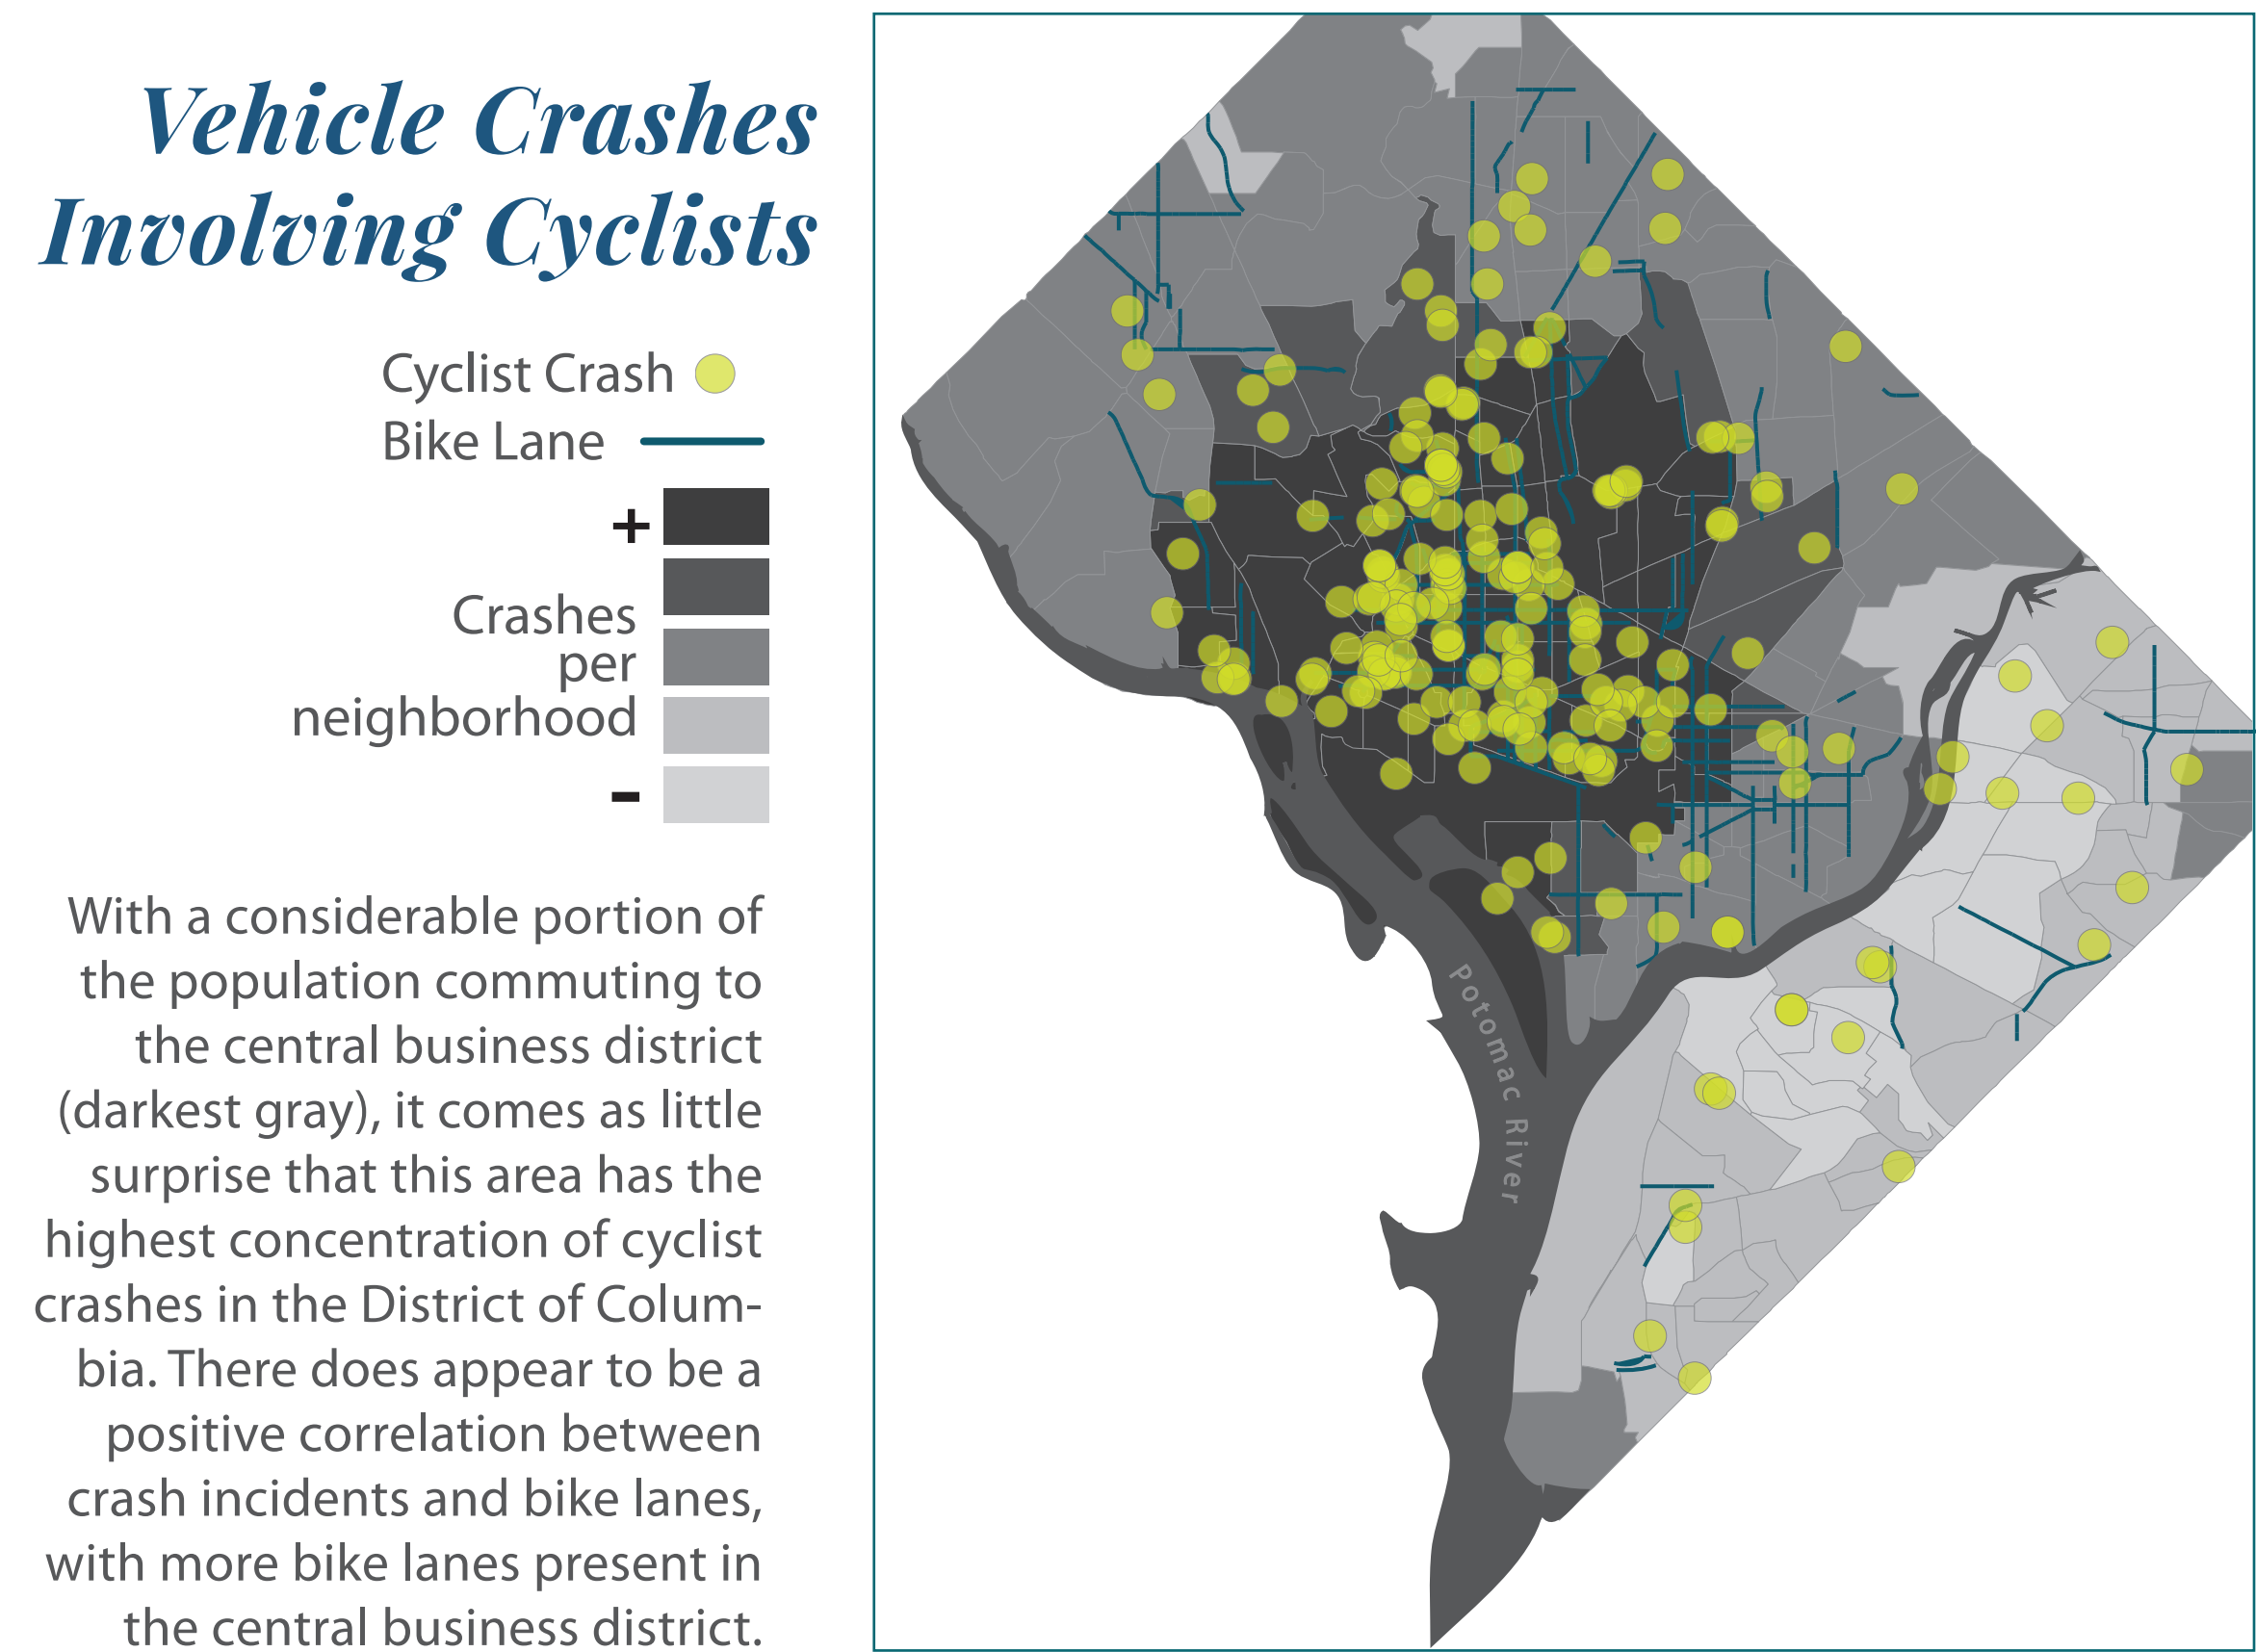 Vehicle Crashes
Involving Cyclists
Cyclist Crash
Bike Lane
+
Crashes
per
neighborhood
-
With a considerable portion of
the population commuting to
the central business district
(darkest gray), it comes as little
surprise that this area has the
highest concentration of cyclist
crashes in the District of Colum-
bia. There does appear to be a
positive correlation between
crash incidents and bike lanes,
with more bike lanes present in
the central business district.
Potomac River